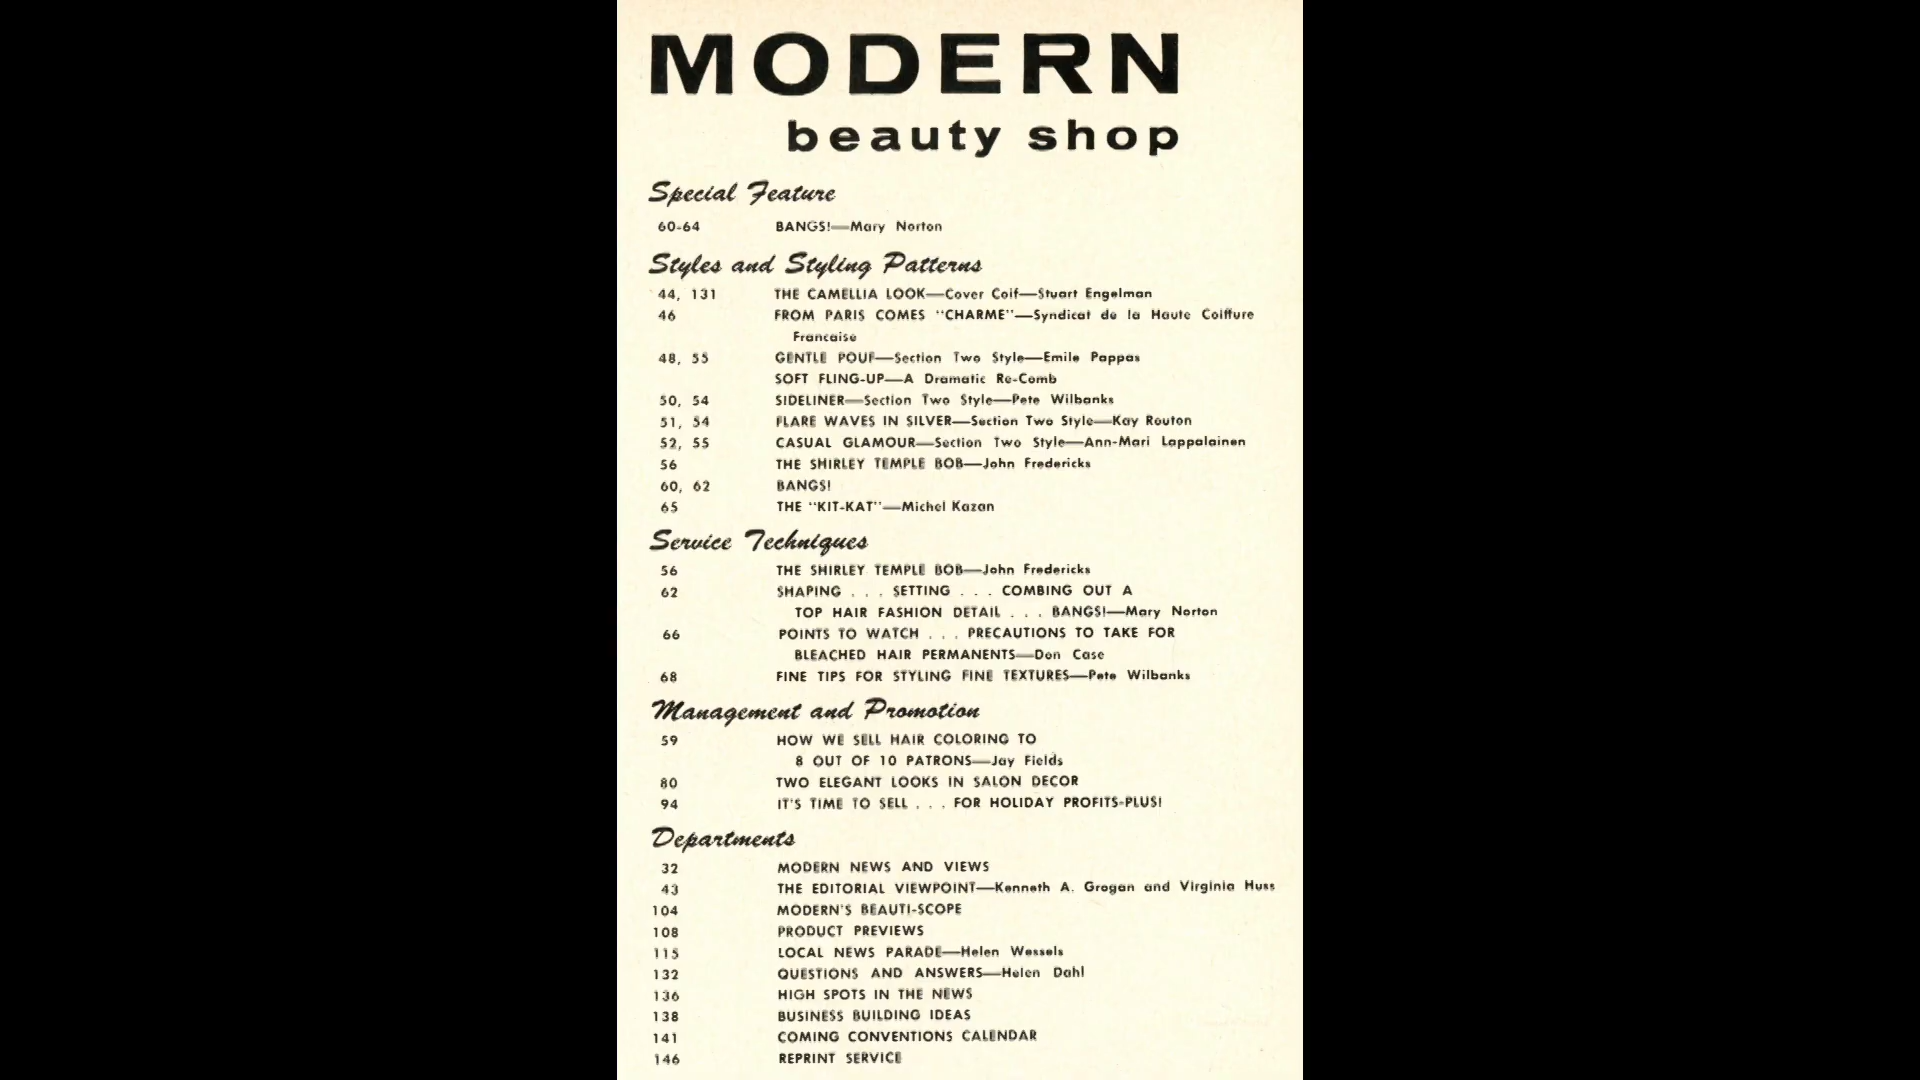 MODERN
beauty shop
Special Feature
60-64 BANGS!—Mary Norton
Styles and Styling Patterns
44, 131 THE CAMELLIA LOOK—Cover Coif—Stuart Engelman
46 FROM PARIS COMES "CHARME"—Syndicat de la Haute Coiffure
Francaise
48, 55 GENTLE POUF—Section Two Style—Emile Pappas
SOFT FLING-UP—A Dramatic Re-Comb
50, 54 SIDELINER—Section Two Style—Pete Wilbanks
51, 54 FLARE WAVES IN SILVER—Section Two Style—Kay Routon
52, 55 CASUAL GLAMOUR—Section Two Style—Ann-Mari Lappalainen
56 THE SHIRLEY TEMPLE BOB—John Fredericks
60, 62 BANGS!
65 THE "KIT-KAT"—Michel Kazan
Service Techniques
56 THE SHIRLEY TEMPLE BOB—John Fredericks
62 SHAPING . . . SETTING . . . COMBING OUT A
TOP HAIR FASHION DETAIL . . . BANGS!—Mary Norton
66 POINTS TO WATCH . . . PRECAUTIONS TO TAKE FOR
BLEACHED HAIR PERMANENTS—Don Case
68 FINE TIPS FOR STYLING FINE TEXTURES—Pete Wilbanks
Management and Promotion
59 HOW WE SELL HAIR COLORING TO
8 OUT OF 10 PATRONS—Jay Fields
80 TWO ELEGANT LOOKS IN SALON DECOR
94 IT'S TIME TO SELL . . . FOR HOLIDAY PROFITS-PLUS!
Departments
32 MODERN NEWS AND VIEWS
43 THE EDITORIAL VIEWPOINT—Kenneth A. Grogan and Virginia Huss
104 MODERN'S BEAUTI-SCOPE
108 PRODUCT PREVIEWS
115 LOCAL NEWS PARADE—Helen Wessels
132 QUESTIONS AND ANSWERS—Helen Dahl
136 HIGH SPOTS IN THE NEWS
138 BUSINESS BUILDING IDEAS
141 COMING CONVENTIONS CALENDAR
146 REPRINT SERVICE